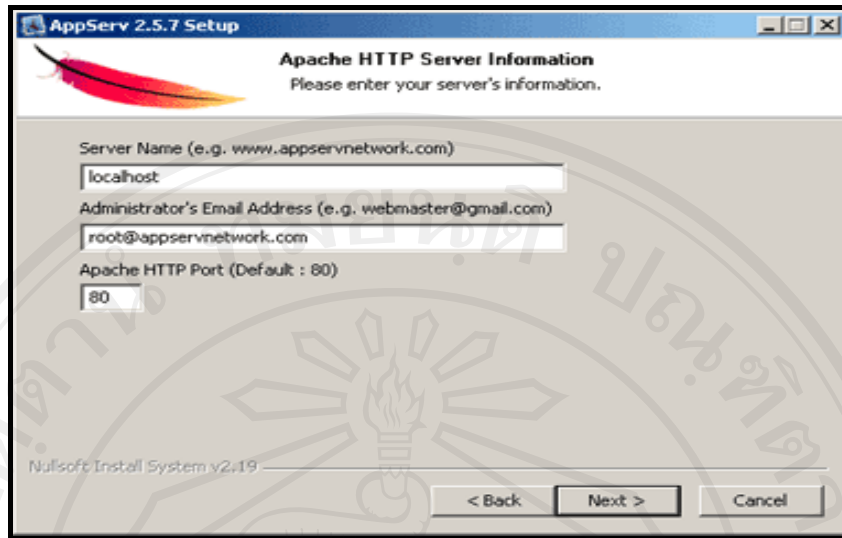 AppServ 2.5.7 Setup
Apache HTTP Server Information
Please enter your server's information.
Server Name (e.g. www.appservnetwork.com)
localhost
Administrator's Email Address (e.g. webmaster@gmail.com)
root@appservnetwork.com
Apache HTTP Port (Default : 80)
80
Nullsoft Install System v2.19
< Back Next > Cancel